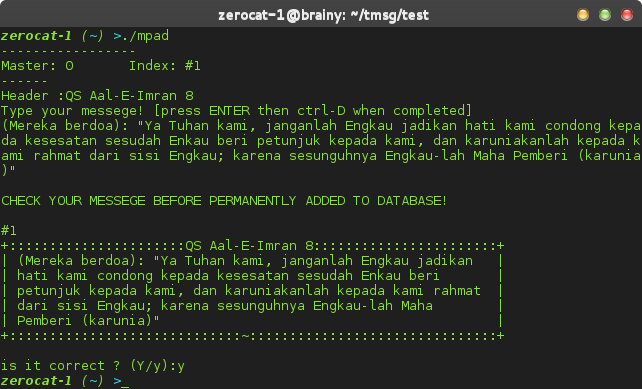 zerocat-1@brainy: ~/tmsg/test
zerocat-1 (~) >./mpad
-----------------
Master: 0       Index: #1
------
Header :QS Aal-E-Imran 8
Type your messege! [press ENTER then ctrl-D when completed]
(Mereka berdoa): "Ya Tuhan kami, janganlah Engkau jadikan hati kami condong kepa
da kesesatan sesudah Enkau beri petunjuk kepada kami, dan karuniakanlah kepada k
ami rahmat dari sisi Engkau; karena sesunguhnya Engkau-lah Maha Pemberi (karunia
)"
CHECK YOUR MESSEGE BEFORE PERMANENTLY ADDED TO DATABASE!
#1
+::::::::::::::::::::::QS Aal-E-Imran 8:::::::::::::::::::::::+
| (Mereka berdoa): "Ya Tuhan kami, janganlah Engkau jadikan   |
| hati kami condong kepada kesesatan sesudah Enkau beri       |
| petunjuk kepada kami, dan karuniakanlah kepada kami rahmat  |
| dari sisi Engkau; karena sesunguhnya Engkau-lah Maha        |
| Pemberi (karunia)"                                          |
+:::::::::::::::::::::::::::::~:::::::::::::::::::::::::::::::+
is it correct ? (Y/y):y
zerocat-1 (~) >_